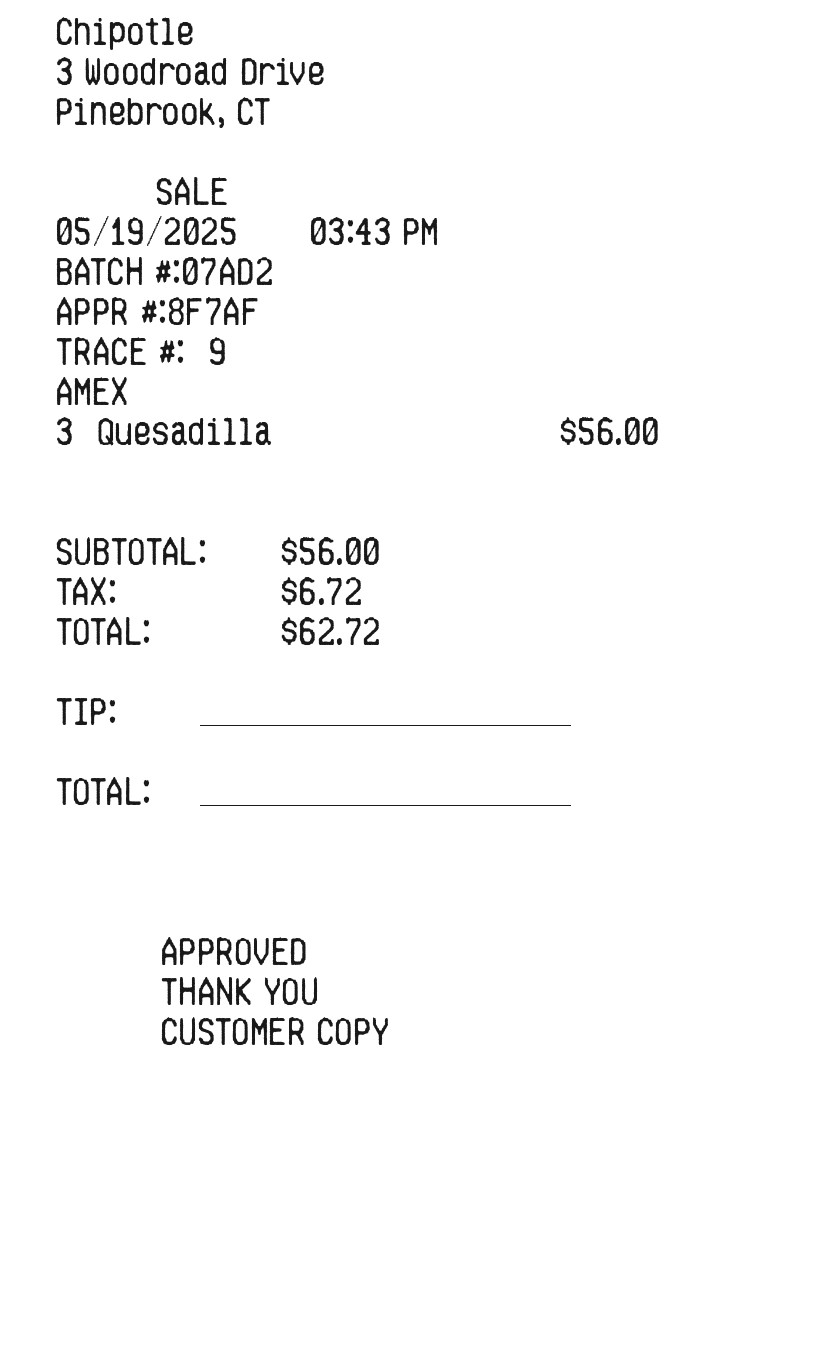 Chipotle
3 Woodroad Drive
Pinebrook, CT
SALE
05/19/2025 03:43 PM
BATCH #:07AD2
APPR #:8F7AF
TRACE #: 9
AMEX
3 Quesadilla $56.00
SUBTOTAL: $56.00
TAX: $6.72
TOTAL: $62.72
TIP:
TOTAL:
APPROVED
THANK YOU
CUSTOMER COPY